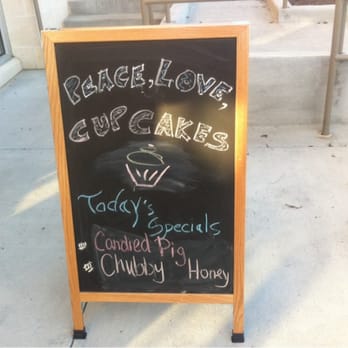 PEACE, LOVE,
CUPCAKES
Today's
Specials
Candied Pig
Chubby Honey